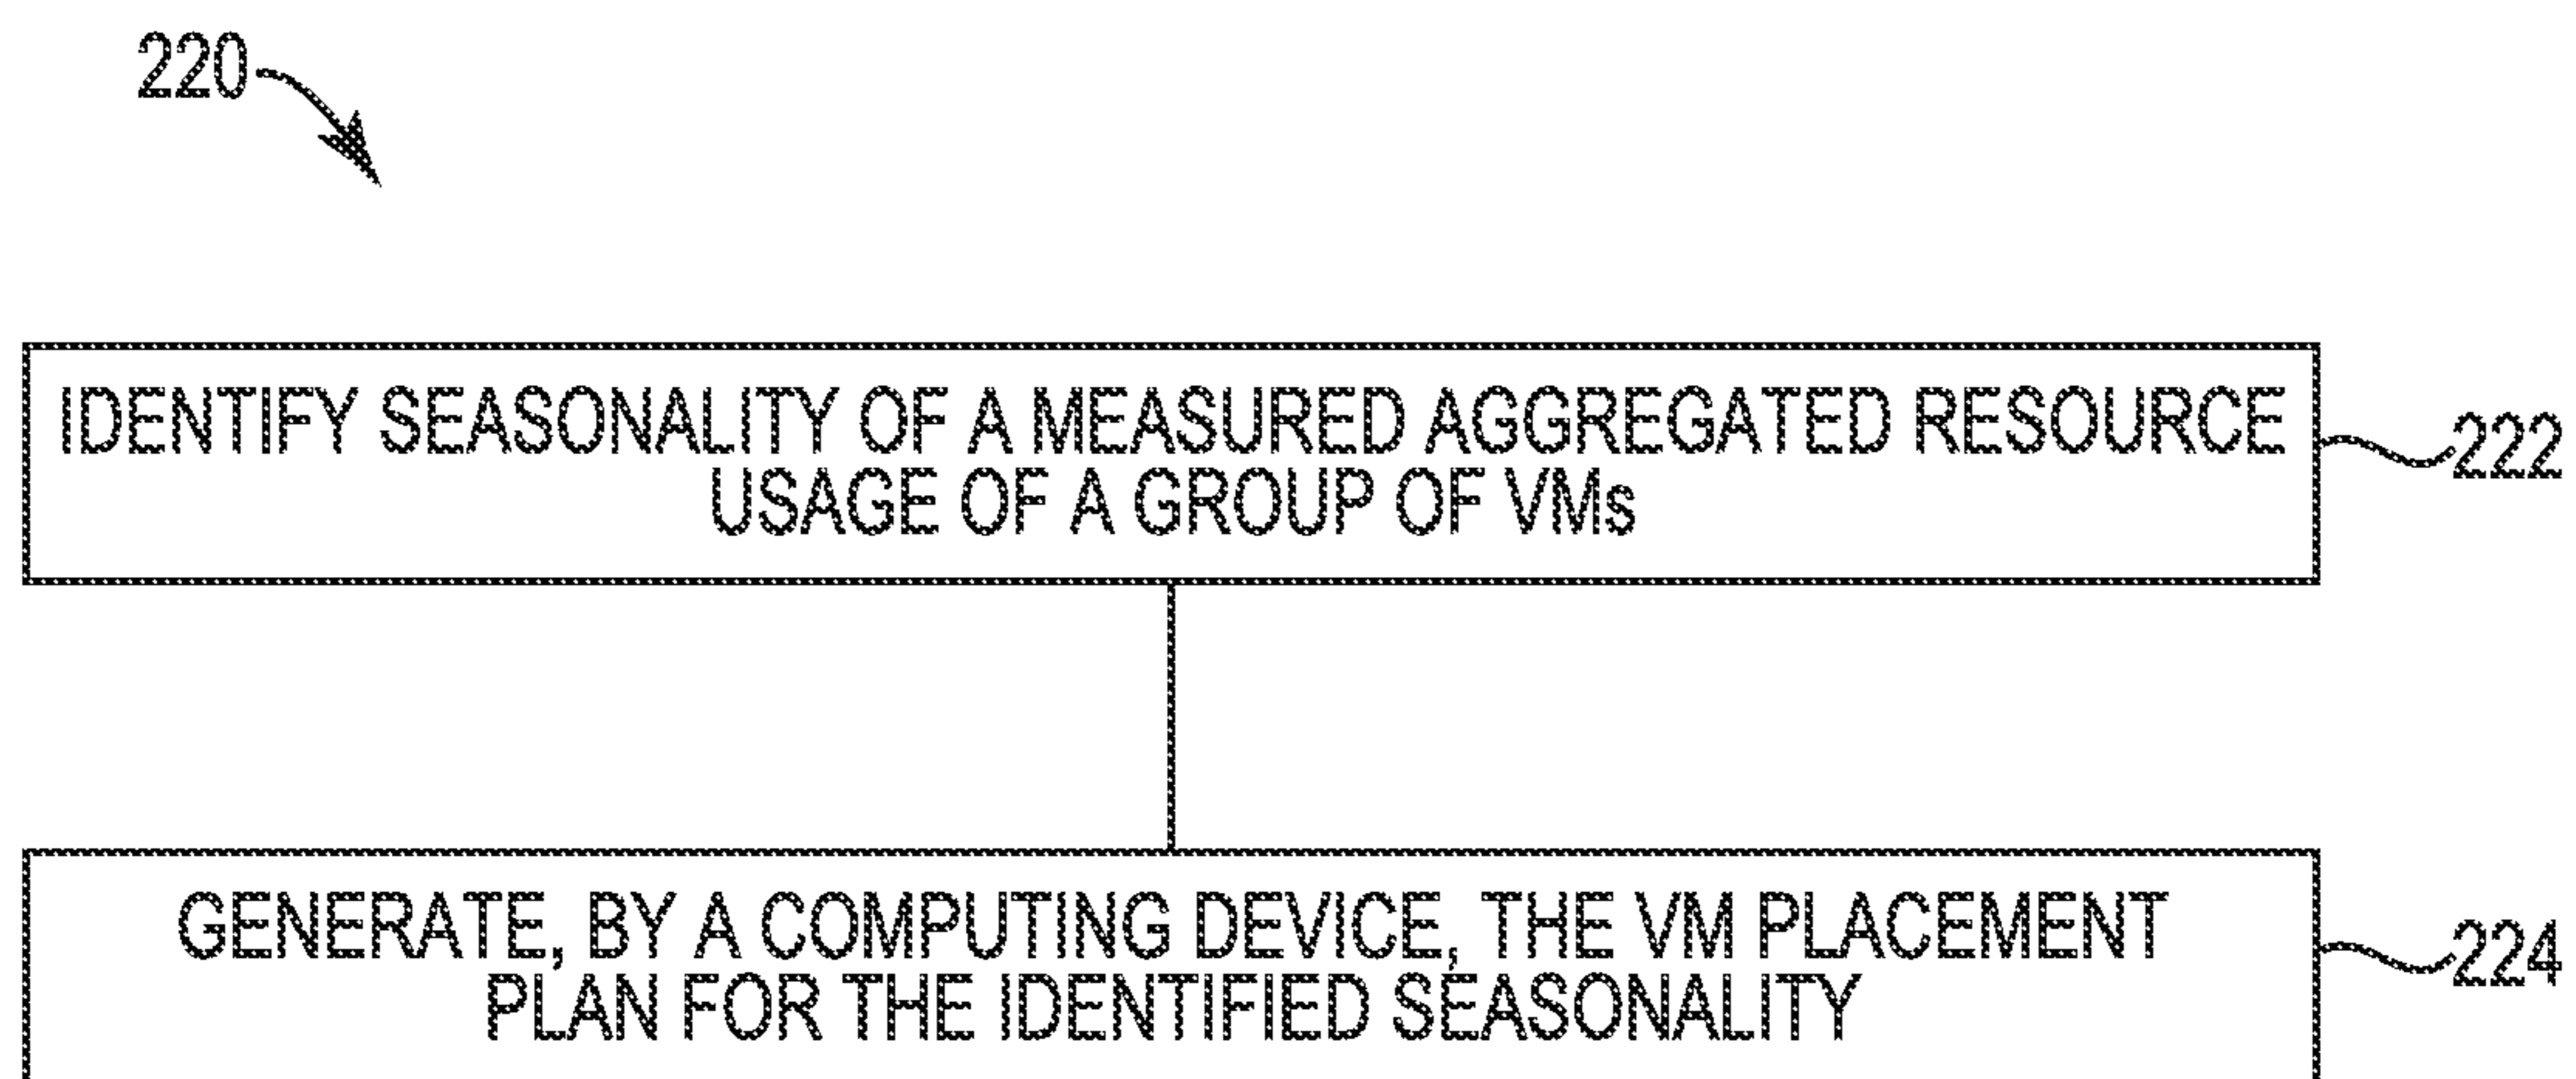 220
IDENTIFY SEASONALITY OF A MEASURED AGGREGATED RESOURCE
USAGE OF A GROUP OF VMs
222
GENERATE, BY A COMPUTING DEVICE, THE VM PLACEMENT
PLAN FOR THE IDENTIFIED SEASONALITY
224